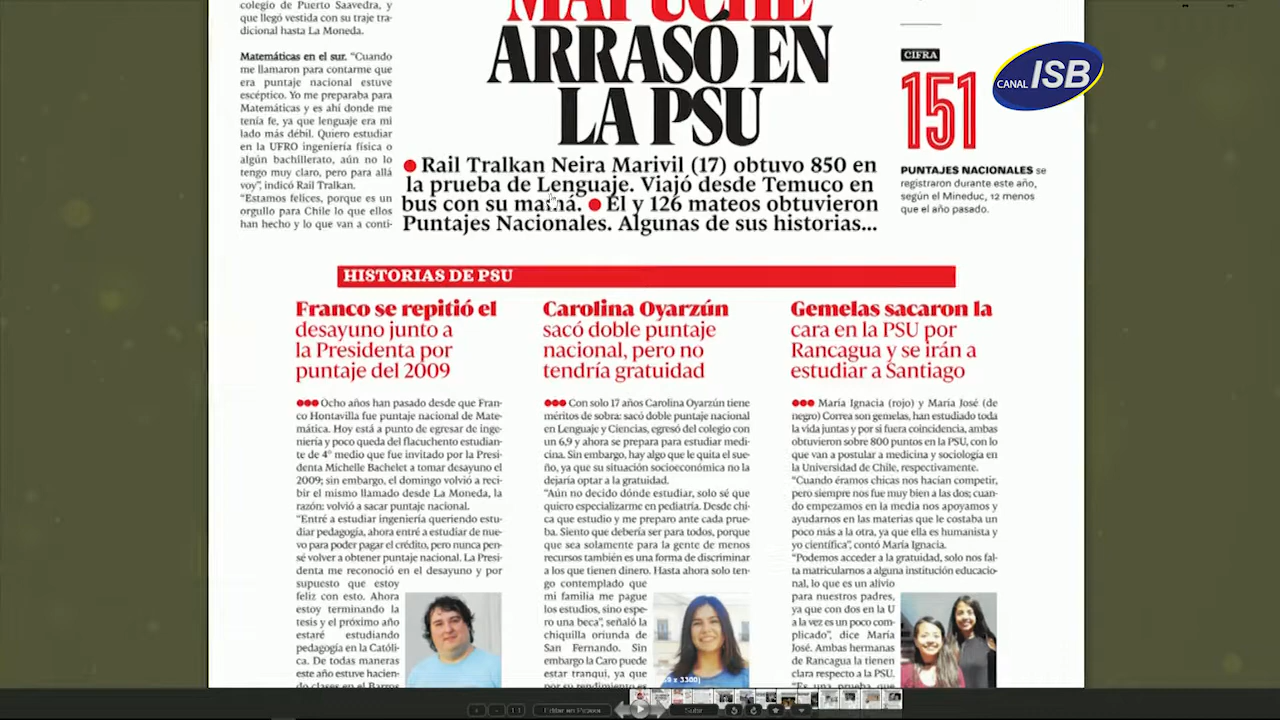 colegio de Puerto Saavedra, y
que llegó vestida con su traje tra-
dicional hasta La Moneda.
Matemáticas en el sur. “Cuando
me llamaron para contarme que
era puntaje nacional estuve
escéptico. Yo me preparaba para
Matemáticas y es ahí donde me
tenía fe, ya que lenguaje era mi
lado más débil. Quiero estudiar
en la UFRO ingeniería física o
algún bachillerato, aún no lo
tengo muy claro, pero para allá
voy”, indicó Rail Tralkan.
“Estamos felices, porque es un
orgullo para Chile lo que ellos
han hecho y lo que van a conti-
MAPUCHE
ARRASÓ EN
LA PSU
Rail Tralkan Neira Marivil (17) obtuvo 850 en
la prueba de Lenguaje. Viajó desde Temuco en
bus con su mamá. Él y 126 mateos obtuvieron
Puntajes Nacionales. Algunas de sus historias...
CIFRA
151
PUNTAJES NACIONALES se
registraron durante este año,
según el Mineduc, 12 menos
que el año pasado.
CANAL ISB
HISTORIAS DE PSU
Franco se repitió el
desayuno junto a
la Presidenta por
puntaje del 2009
Ocho años han pasado desde que Fran-
co Hontavilla fue puntaje nacional de Mate-
mática. Hoy está a punto de egresar de inge-
niería y poco queda del flacuchento estudian-
te de 4° medio que fue invitado por la Presi-
denta Michelle Bachelet a tomar desayuno el
2009; sin embargo, el domingo volvió a reci-
bir el mismo llamado desde La Moneda, la
razón: volvió a sacar puntaje nacional.
“Entré a estudiar ingeniería queriendo estu-
diar pedagogía, ahora entré a estudiar de nue-
vo para poder pagar el crédito, pero nunca pen-
sé volver a obtener puntaje nacional. La Presi-
denta me reconoció en el desayuno y por
supuesto que estoy
feliz con esto. Ahora
estoy terminando la
tesis y el próximo año
estaré estudiando
pedagogía en la Católi-
ca. De todas maneras
este año estuve hacien-
do clases en el Barros
Carolina Oyarzún
sacó doble puntaje
nacional, pero no
tendría gratuidad
Con solo 17 años Carolina Oyarzún tiene
méritos de sobra: sacó doble puntaje nacional
en Lenguaje y Ciencias, egresó del colegio con
un 6,9 y ahora se prepara para estudiar medi-
cina. Sin embargo, hay algo que le quita el sue-
ño, ya que su situación socioeconómica no la
dejaría optar a la gratuidad.
“Aún no decido dónde estudiar, solo sé que
quiero especializarme en pediatría. Desde chi-
ca que estudio y me preparo ante cada prue-
ba. Siento que debería ser para todos, porque
que sea solamente para la gente de menos
recursos también es una forma de discriminar
a los que tienen dinero. Hasta ahora solo ten-
go contemplado que
mi familia me pague
los estudios, sino espe-
ro una beca”, señaló la
chiquilla oriunda de
San Fernando. Sin
embargo la Caro puede
estar tranqui, ya que
por su rendimiento es
Gemelas sacaron la
cara en la PSU por
Rancagua y se irán a
estudiar a Santiago
María Ignacia (rojo) y María José (de
negro) Correa son gemelas, han estudiado toda
la vida juntas y por si fuera coincidencia, ambas
obtuvieron sobre 800 puntos en la PSU, con lo
que van a postular a medicina y sociología en
la Universidad de Chile, respectivamente.
“Cuando éramos chicas nos hacían competir,
pero siempre nos fue muy bien a las dos; cuan-
do empezamos en la media nos apoyamos y
ayudarnos en las materias que le costaba un
poco más a la otra, ya que ella es humanista y
yo científica”, contó María Ignacia.
“Podemos acceder a la gratuidad, solo nos fal-
ta matricularnos a alguna institución educacio-
nal, lo que es un alivio
para nuestros padres,
ya que con dos en la U
a la vez es un poco com-
plicado”, dice María
José. Ambas hermanas
de Rancagua la tienen
clara respecto a la PSU.
“Es una prueba que
x 3300)
1:1
Editar en Picasa
Subir